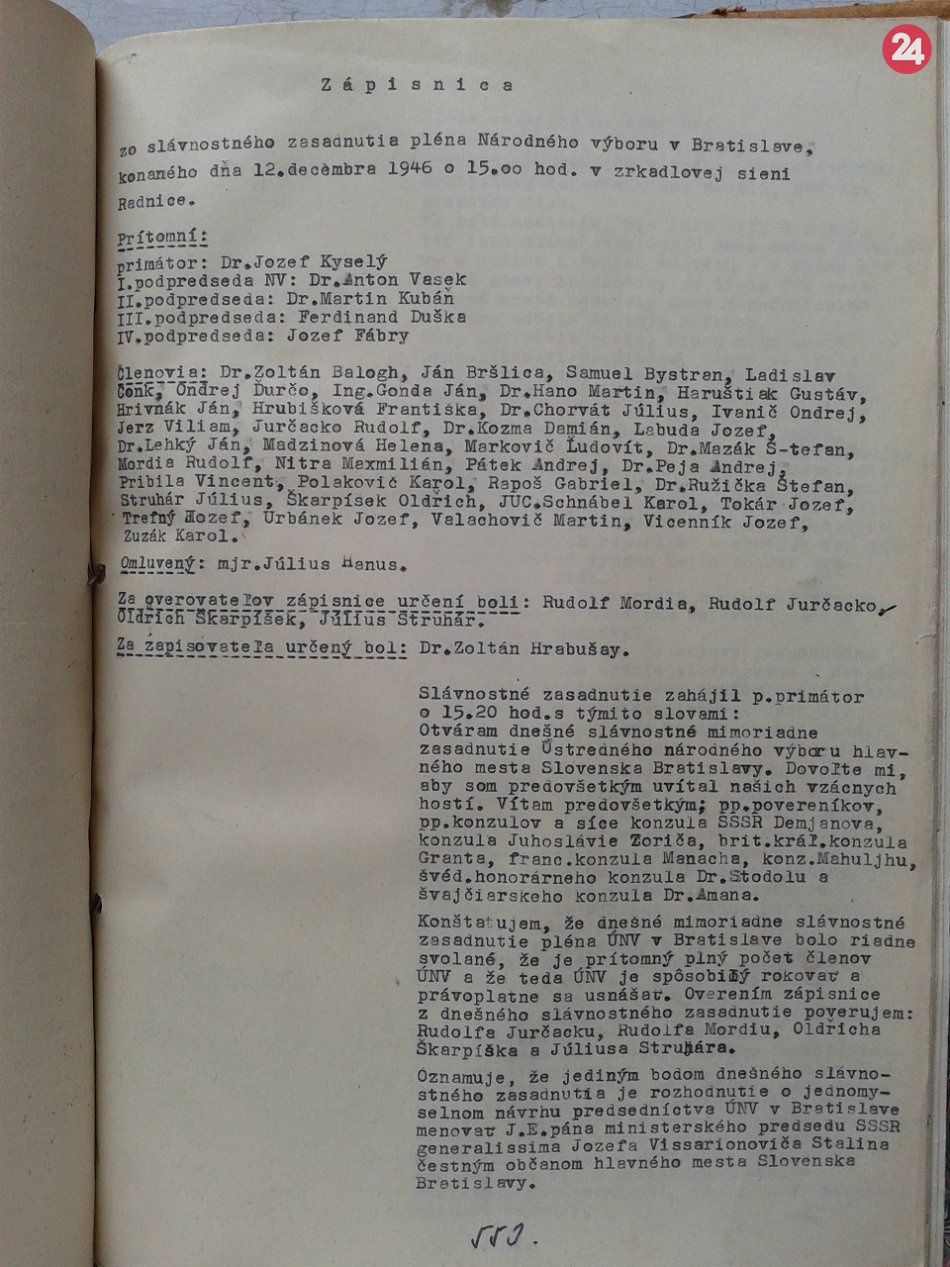 24
Zápisnica
zo slávnostného zasadnutia pléna Národného výboru v Bratislave,
konaného dňa 12.decembra 1946 o 15.oo hod. v zrkadlovej sieni
Radnice.
Prítomní:
primátor: Dr.Jozef Kyselý
I.podpredseda NV: Dr.Anton Vasek
II.podpredseda: Dr.Martin Kubáň
III.podpredseda: Ferdinand Duška
IV.podpredseda: Jozef Fábry
Členovia: Dr.Zoltán Balogh, Ján Bršlica, Samuel Bystran, Ladislav
Čonk, Ondrej Ďurčo, Ing.Gonda Ján, Dr.Hano Martin, Haruštiak Gustáv,
Hrivnák Ján, Hrubišková Františka, Dr.Chorvát Július, Ivanič Ondrej,
Jerz Viliam, Jurčacko Rudolf, Dr.Kozma Damián, Labuda Jozef,
Dr.Lehký Ján, Madzinová Helena, Markovič Ľudovít, Dr.Mazák S-tefan,
Mordia Rudolf, Nitra Maxmilián, Pátek Andrej, Dr.Peja Andrej,
Pribila Vincent, Polakovič Karol, Rapoš Gabriel, Dr.Ružička Štefan,
Struhár Július, Škarpísek Oldřich, JUC.Schnábel Karol, Tokár Jozef,
Trefný Jozef, Urbánek Jozef, Valachovič Martin, Vicenník Jozef,
Zuzák Karol.
Omluvený: mjr.Július Hanus.
Za overovateľov zápisnice určení boli: Rudolf Mordia, Rudolf Jurčacko,
Oldřich Škarpíšek, Július Struhár.
Za zapisovateľa určený bol: Dr.Zoltán Hrabušay.
Slávnostné zasadnutie zahájil p.primátor
o 15.20 hod.s týmito slovami:
Otváram dnešné slávnostné mimoriadne
zasadnutie Ústredného národného výboru hlav-
ného mesta Slovenska Bratislavy. Dovoľte mi,
aby som predovšetkým uvítal našich vzácnych
hostí. Vítam predovšetkým; pp.povereníkov,
pp.konzulov a síce konzula SSSR Demjanova,
konzula Juhoslávie Zoriča, brit.kráľ.konzula
Granta, franc.konzula Manacha, konz.Mahuljhu,
švéd.honorárneho konzula Dr.Stodolu a
švajčiarskeho konzula Dr.Amana.
Konštatujem, že dnešné mimoriadne slávnostné
zasadnutie pléna ÚNV v Bratislave bolo riadne
svolané, že je prítomný plný počet členov
ÚNV a že teda ÚNV je spôsobilý rokovať a
právoplatne sa usnášať. Overením zápisnice
z dnešného slávnostného zasadnutie poverujem:
Rudolfa Jurčacku, Rudolfa Mordiu, Oldřicha
Škarpíška a Júliusa Struhára.
Oznamuje, že jediným bodom dnešného slávno-
stného zasadnutia je rozhodnutie o jednomy-
selnom návrhu predsedníctva ÚNV v Bratislave
menovať J.E.pána ministerského predsedu SSSR
generalissima Jozefa Vissarionoviča Stalina
čestným občanom hlavného mesta Slovenska
Bratislavy.
553.